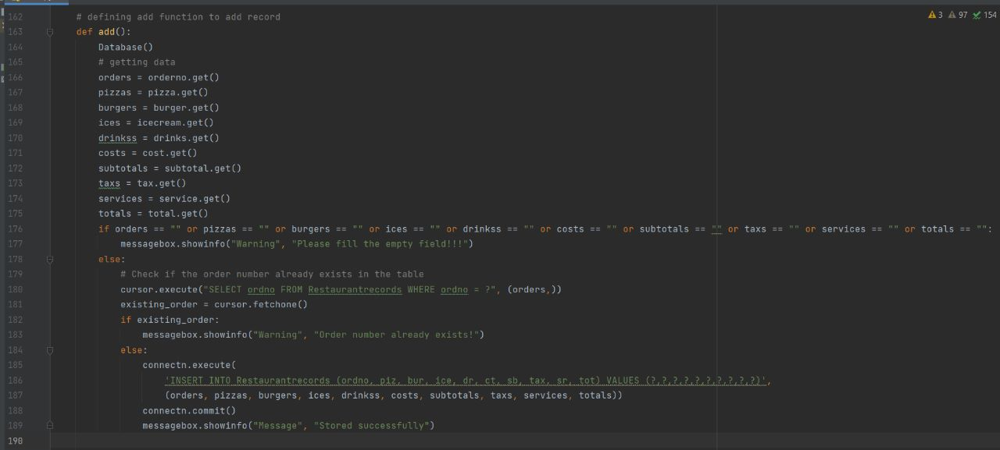 162 # defining add function to add record
3 97 154
163 def add():
164 Database()
165 # getting data
166 orders = orderno.get()
167 pizzas = pizza.get()
168 burgers = burger.get()
169 ices = icecream.get()
170 drinkss = drinks.get()
171 costs = cost.get()
172 subtotals = subtotal.get()
173 taxs = tax.get()
174 services = service.get()
175 totals = total.get()
176 if orders == "" or pizzas == "" or burgers == "" or ices == "" or drinkss == "" or costs == "" or subtotals == "" or taxs == "" or services == "" or totals == "":
177 messagebox.showinfo("Warning", "Please fill the empty field!!!")
178 else:
179 # Check if the order number already exists in the table
180 cursor.execute("SELECT ordno FROM Restaurantrecords WHERE ordno = ?", (orders,))
181 existing_order = cursor.fetchone()
182 if existing_order:
183 messagebox.showinfo("Warning", "Order number already exists!")
184 else:
185 connectn.execute(
186 'INSERT INTO Restaurantrecords (ordno, piz, bur, ice, dr, ct, sb, tax, sr, tot) VALUES (?,?,?,?,?,?,?,?,?,?)',
187 (orders, pizzas, burgers, ices, drinkss, costs, subtotals, taxs, services, totals))
188 connectn.commit()
189 messagebox.showinfo("Message", "Stored successfully")
190